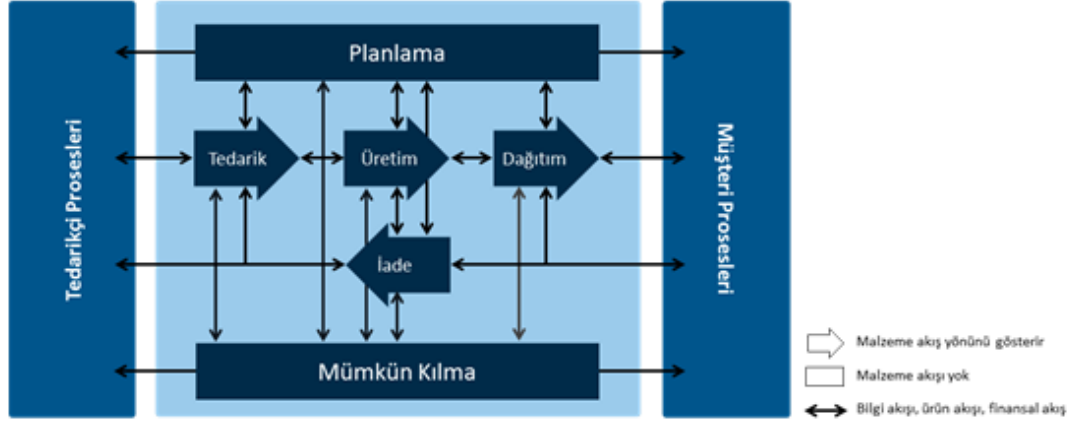 Planlama
Tedarikçi Prosesleri
Tedarik
Üretim
Dağıtım
Müşteri Prosesleri
İade
Mümkün Kılma
Malzeme akış yönünü gösterir
Malzeme akışı yok
Bilgi akışı, ürün akışı, finansal akış